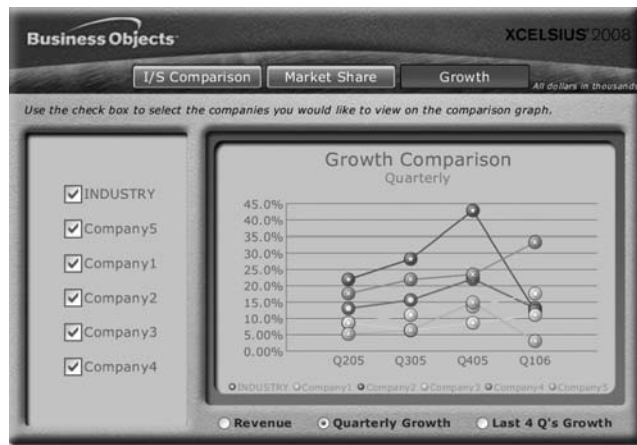 Business Objects
XCELSIUS 2008
I/S Comparison Market Share Growth
All dollars in thousands
Use the check box to select the companies you would like to view on the comparison graph.
INDUSTRY
Company5
Company1
Company2
Company3
Company4
Growth Comparison
Quarterly
45.0%
40.0%
35.0%
30.0%
25.0%
20.0%
15.0%
10.0%
5.00%
0.00%
Q205 Q305 Q405 Q106
INDUSTRY Company1 Company2 Company3 Company4 Company5
Revenue Quarterly Growth Last 4 Q's Growth